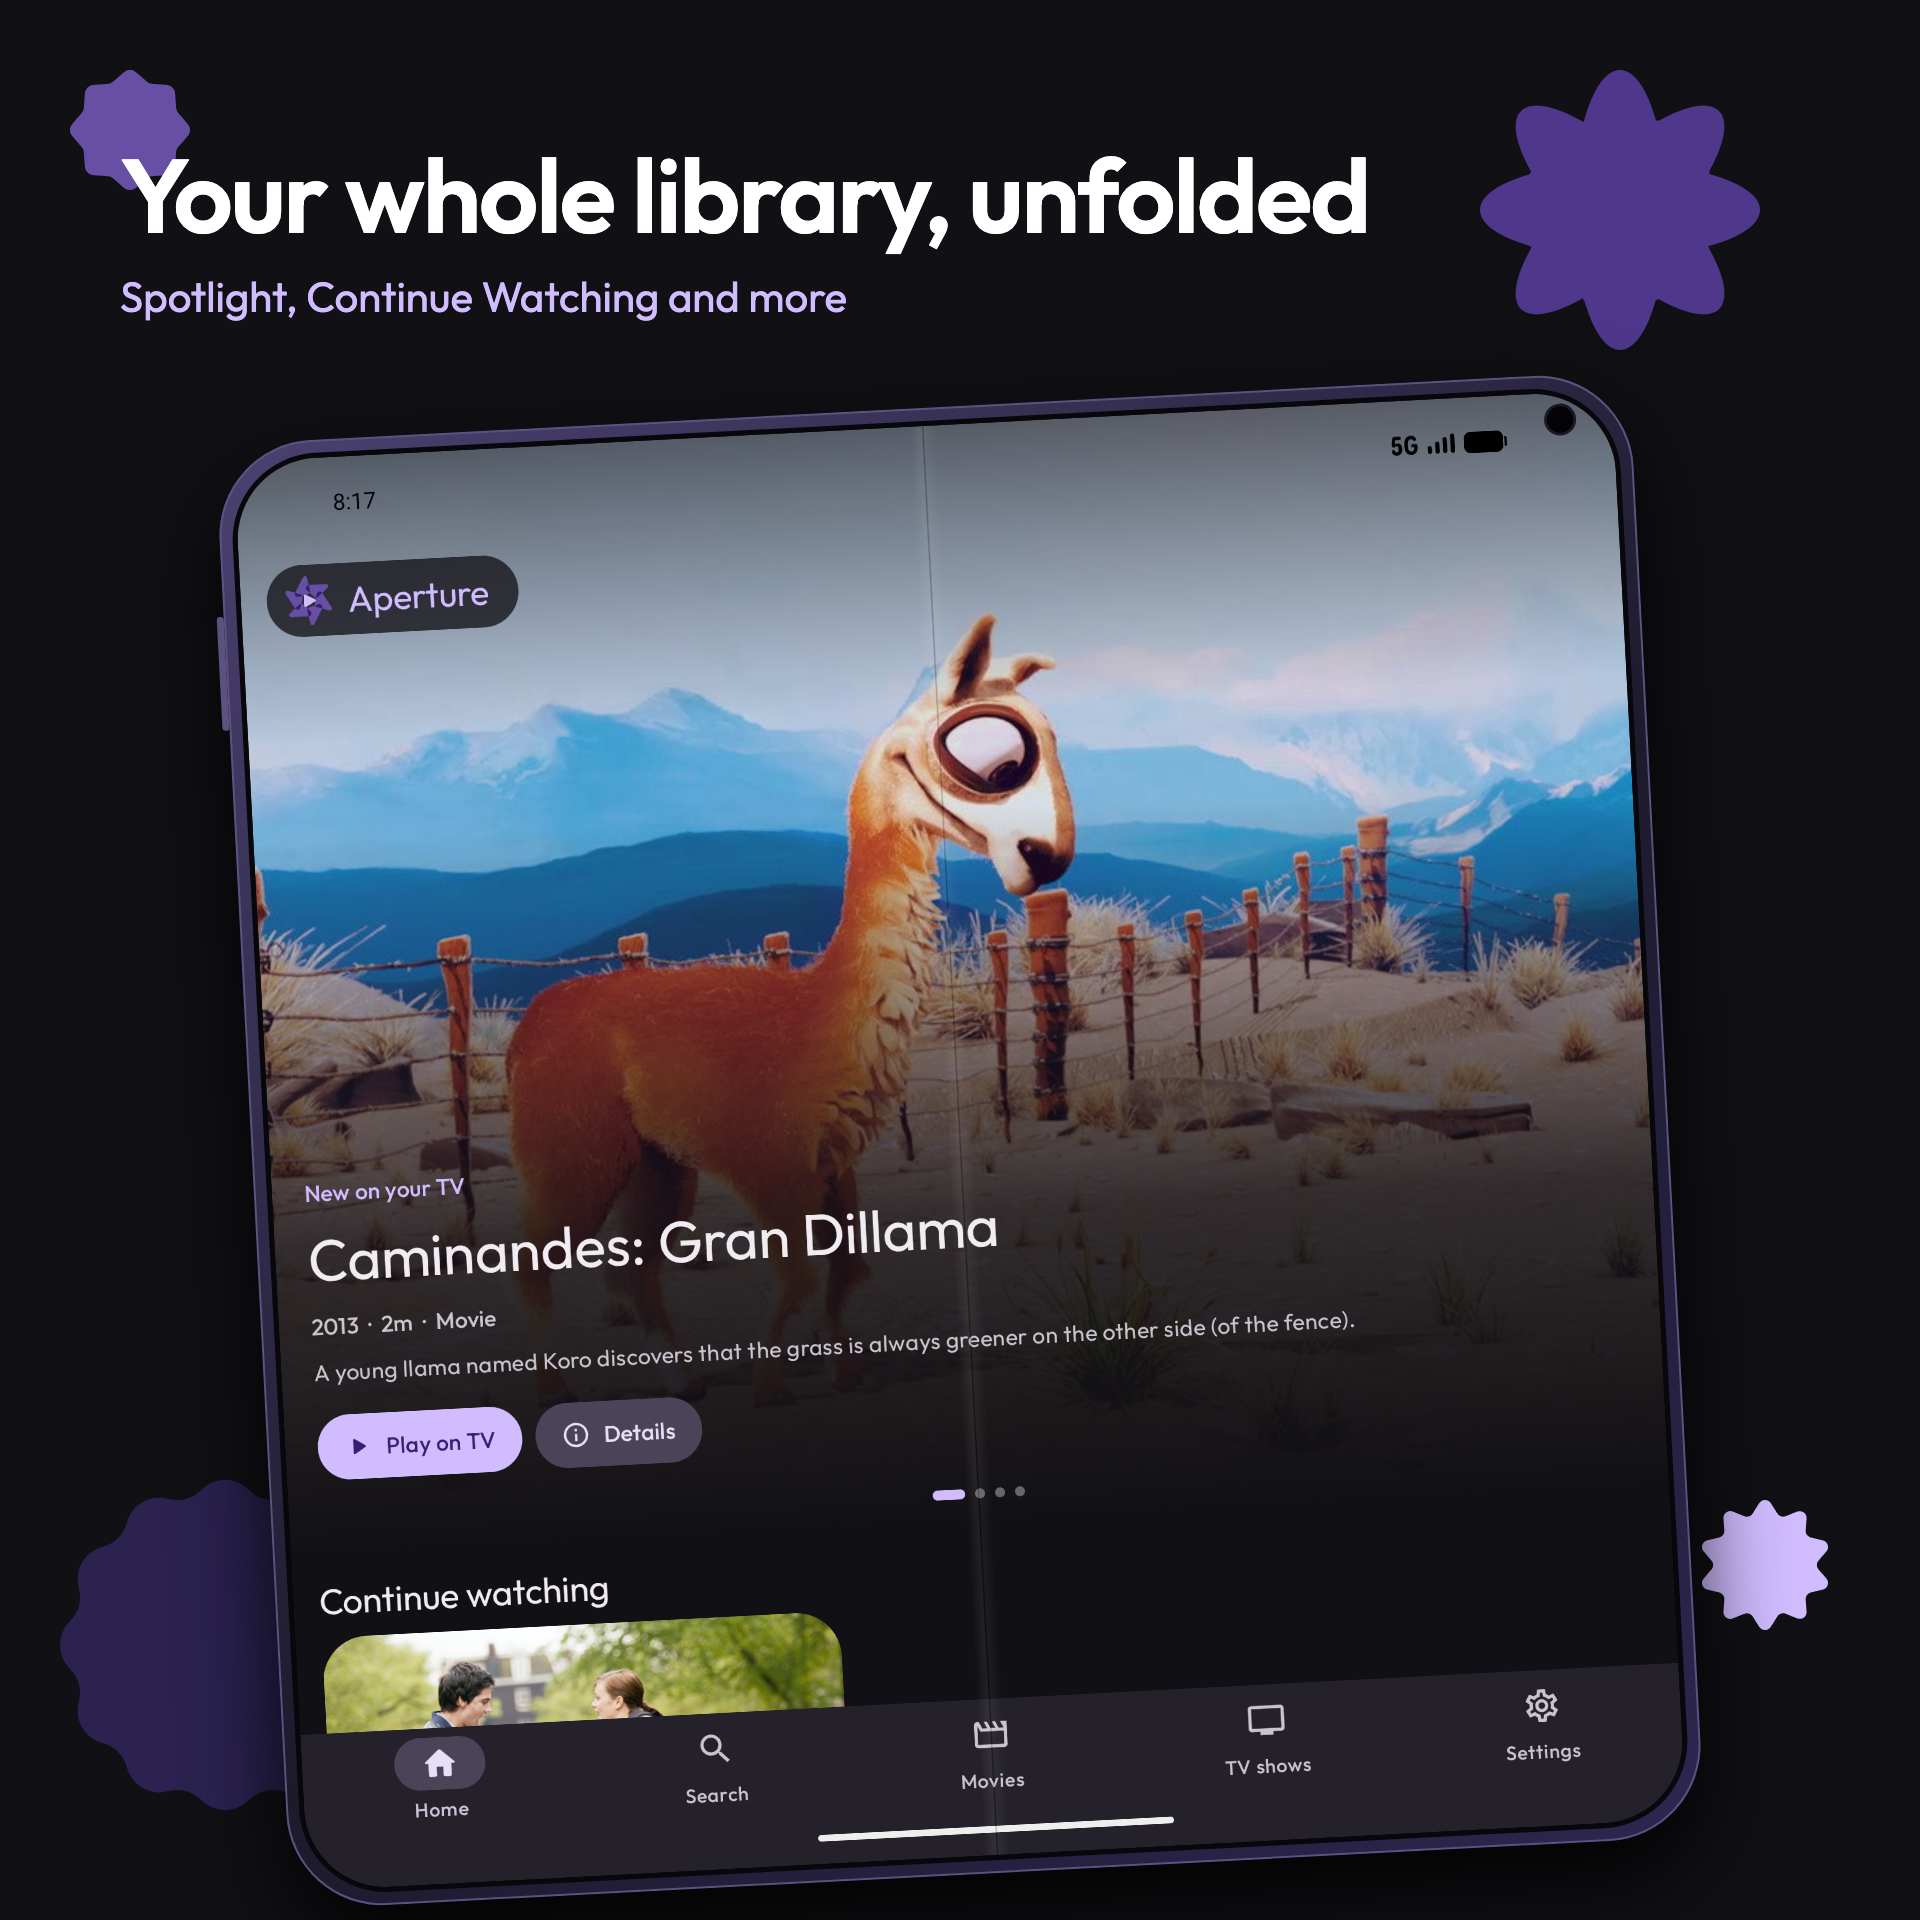 Your whole library, unfolded
Spotlight, Continue Watching and more
8:17
5G
Aperture
New on your TV
Caminandes: Gran Dillama
2013 · 2m · Movie
A young llama named Koro discovers that the grass is always greener on the other side (of the fence).
Play on TV
Details
Continue watching
Home
Search
Movies
TV shows
Settings